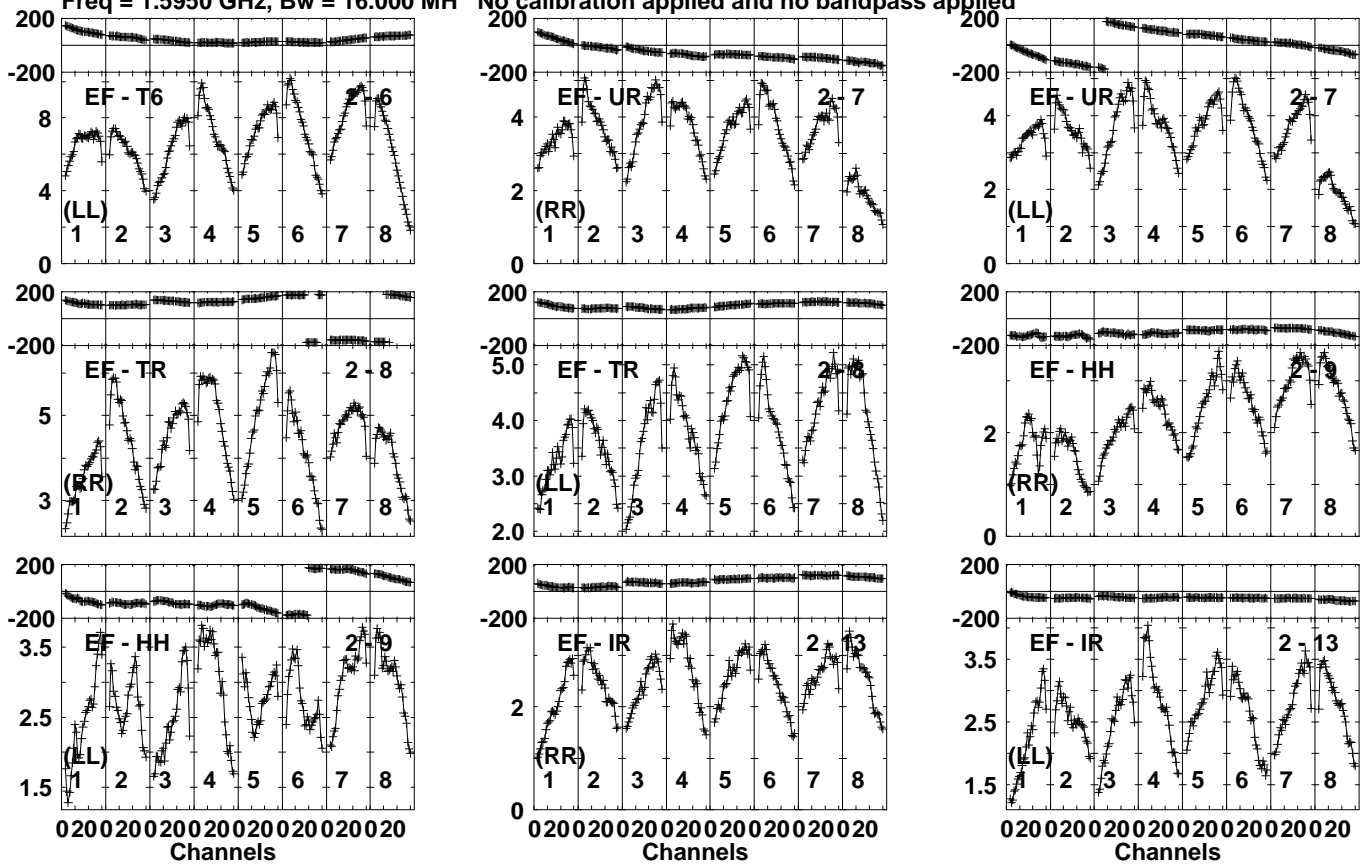 Freq = 1.5950 GHz, Bw = 16.000 MH No calibration applied and no bandpass applied
200 200 200
-200 -200 -200
EF - T6 2 - 6 EF - UR 2 - 7 EF - UR 2 - 7
8 4 4
4 2 2
(LL) (RR) (LL)
1 2 3 4 5 6 7 8 1 2 3 4 5 6 7 8 1 2 3 4 5 6 7 8
0 0 0
200 200 200
-200 -200 -200
EF - TR 2 - 8 EF - TR 2 - 8 EF - HH 2 - 9
5.0
5 4.0 2
3 3.0
(RR) (LL) (RR)
1 2 3 4 5 6 7 8 1 2 3 4 5 6 7 8 1 2 3 4 5 6 7 8
2.0 0
200 200 200
-200 -200 -200
EF - HH 2 - 9 EF - IR 2 - 13 EF - IR 2 - 13
3.5 3.5
2.5 2 2.5
(LL) (RR) (LL)
1 2 3 4 5 6 7 8 1 2 3 4 5 6 7 8 1 2 3 4 5 6 7 8
1.5 0 1.5
0 20 0 20 0 20 0 20 0 20 0 20 0 20 0 20 0 20 0 20 0 20 0 20 0 20 0 20 0 20 0 20 0 20 0 20 0 20 0 20 0 20 0 20 0 20 0 20
Channels Channels Channels